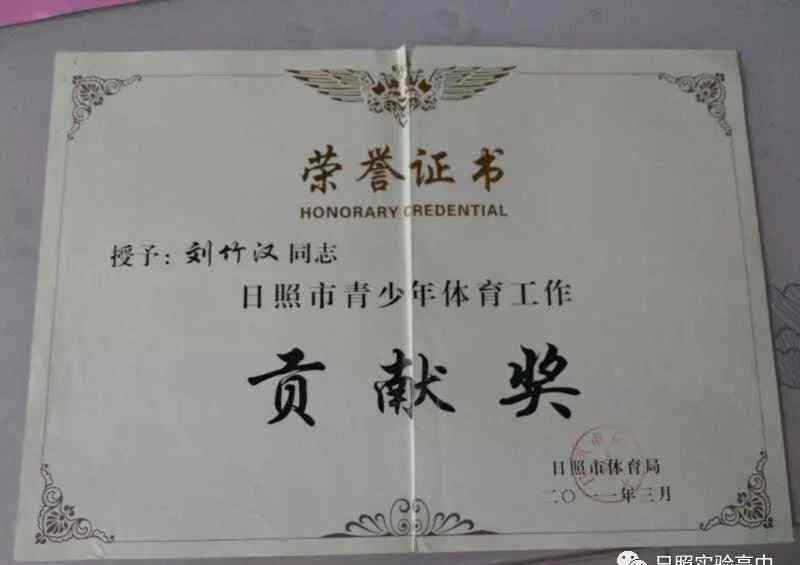 荣誉证书
HONORARY CREDENTIAL
授予：刘竹汉同志
日照市青少年体育工作
贡献奖
日照市体育局
二〇一一年三月
日照实验高中